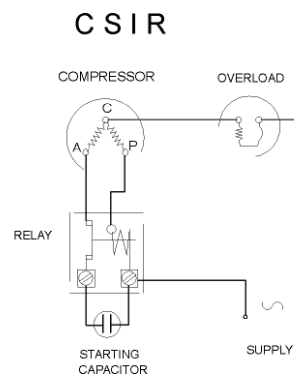 CSIR
COMPRESSOR
OVERLOAD
C
A
P
RELAY
STARTING
CAPACITOR
SUPPLY